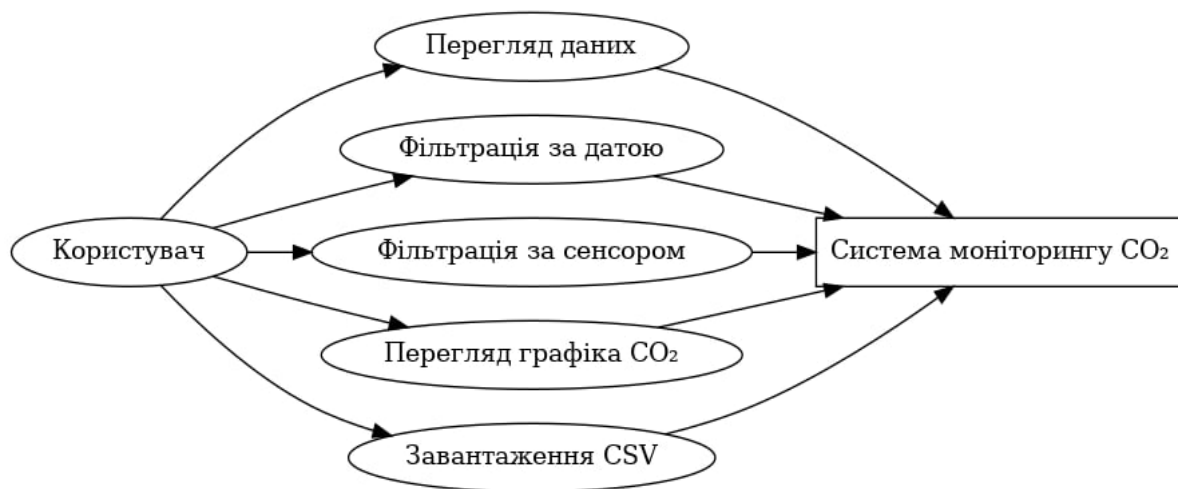 Перегляд даних
Фільтрація за датою
Користувач
Фільтрація за сенсором
Система моніторингу CO₂
Перегляд графіка CO₂
Завантаження CSV